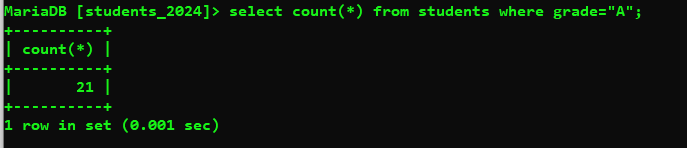 MariaDB [students_2024]> select count(*) from students where grade="A";
+----------+
| count(*) |
+----------+
|       21 |
+----------+
1 row in set (0.001 sec)